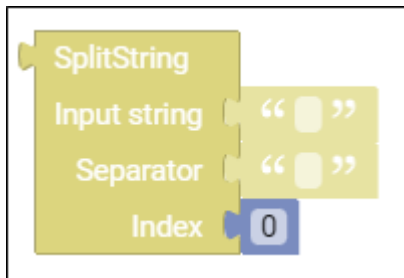 SplitString
Input string “ ”
Separator “ ”
Index 0